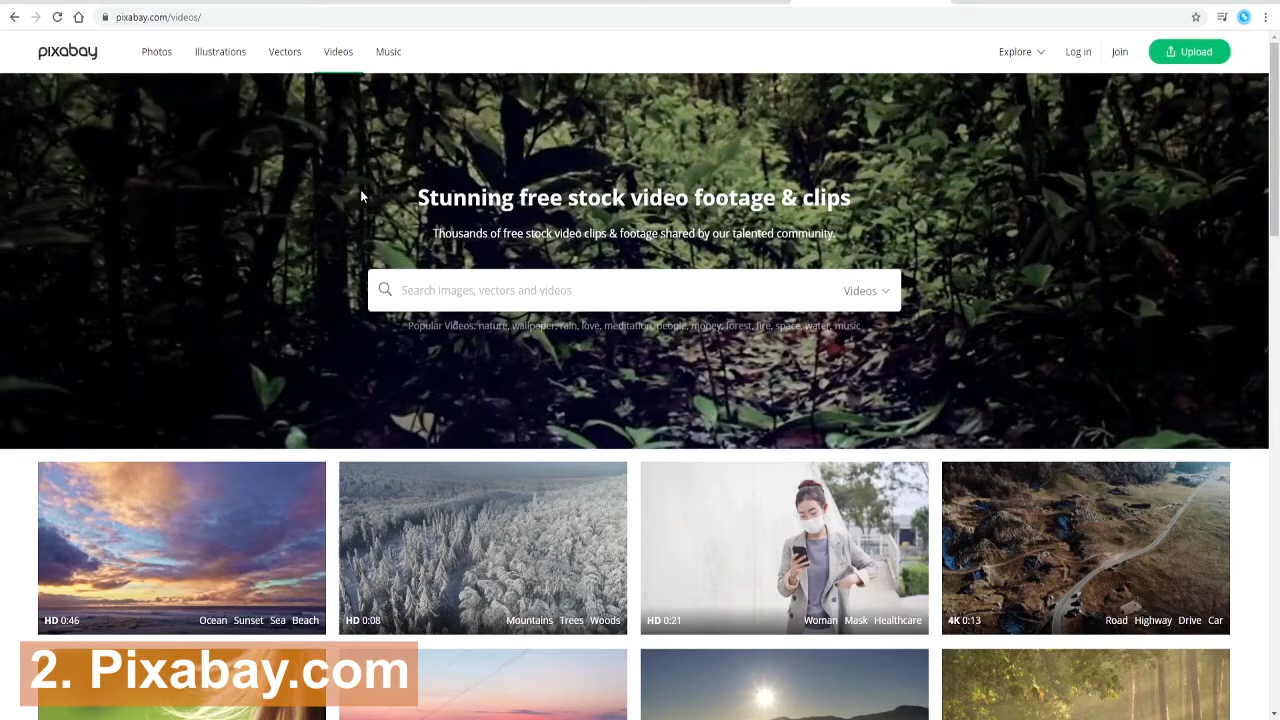 pixabay.com/videos/
pixabay Photos Illustrations Vectors Videos Music Explore Log in Join Upload
Stunning free stock video footage & clips
Thousands of free stock video clips & footage shared by our talented community.
Search images, vectors and videos Videos
Popular Videos: nature, wallpaper, rain, love, meditation, people, money, forest, fire, space, water, music
HD 0:46 Ocean Sunset Sea Beach
HD 0:08 Mountains Trees Woods
HD 0:21 Woman Mask Healthcare
4K 0:13 Road Highway Drive Car
2. Pixabay.com